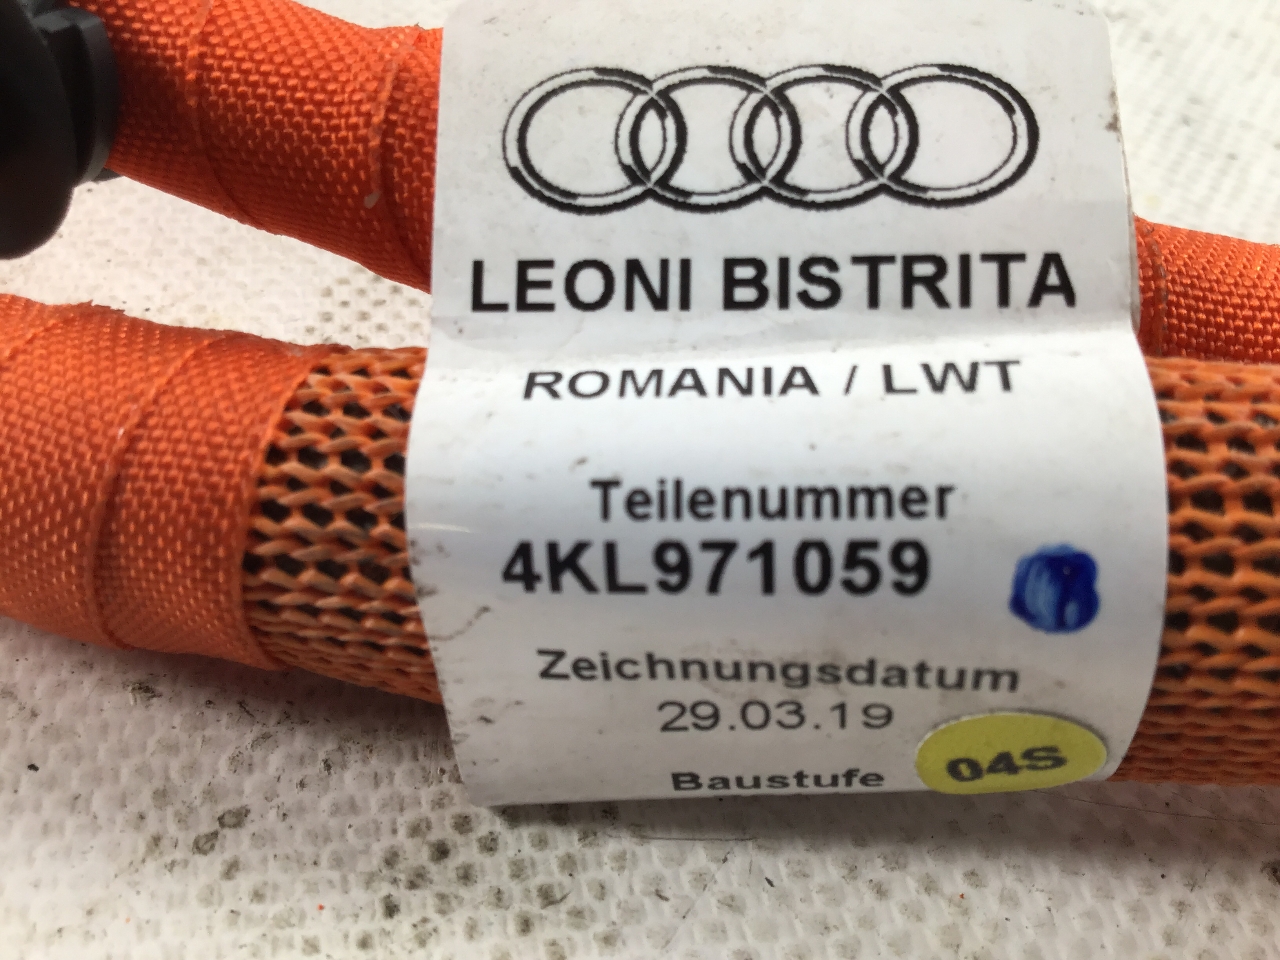 LEONI BISTRITA
ROMANIA / LWT
Teilenummer
4KL971059
Zeichnungsdatum
29.03.19
Baustufe
04S